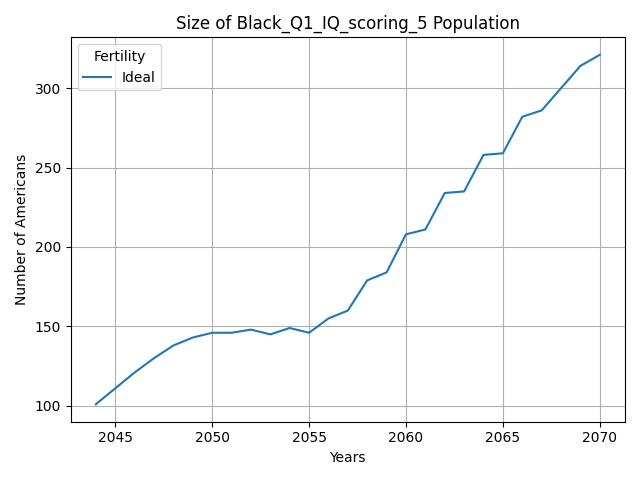 Size of Black_Q1_IQ_scoring_5 Population
Fertility
Ideal
Number of Americans
300
250
200
150
100
2045 2050 2055 2060 2065 2070
Years